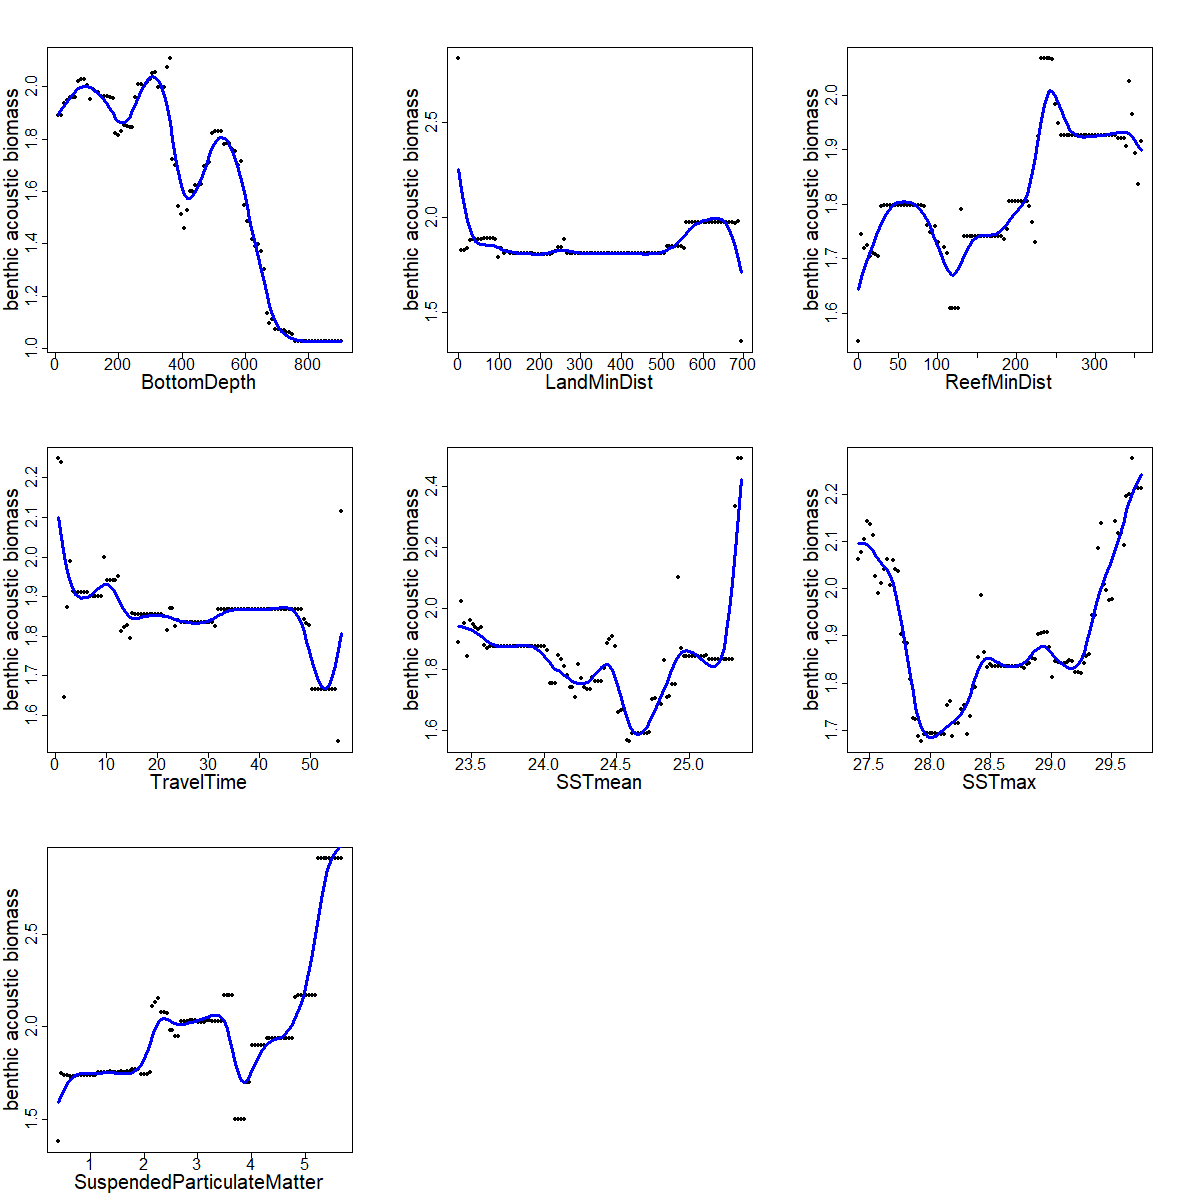 benthic acoustic biomass
1.0 1.2 1.4 1.6 1.8 2.0
0 200 400 600 800
BottomDepth
benthic acoustic biomass
1.5 2.0 2.5
0 100 200 300 400 500 600 700
LandMinDist
benthic acoustic biomass
1.6 1.7 1.8 1.9 2.0
0 50 100 200 300
ReefMinDist
benthic acoustic biomass
1.6 1.7 1.8 1.9 2.0 2.1 2.2
0 10 20 30 40 50
TravelTime
benthic acoustic biomass
1.6 1.8 2.0 2.2 2.4
23.5 24.0 24.5 25.0
SSTmean
benthic acoustic biomass
1.7 1.8 1.9 2.0 2.1 2.2
27.5 28.0 28.5 29.0 29.5
SSTmax
benthic acoustic biomass
1.5 2.0 2.5
1 2 3 4 5
SuspendedParticulateMatter